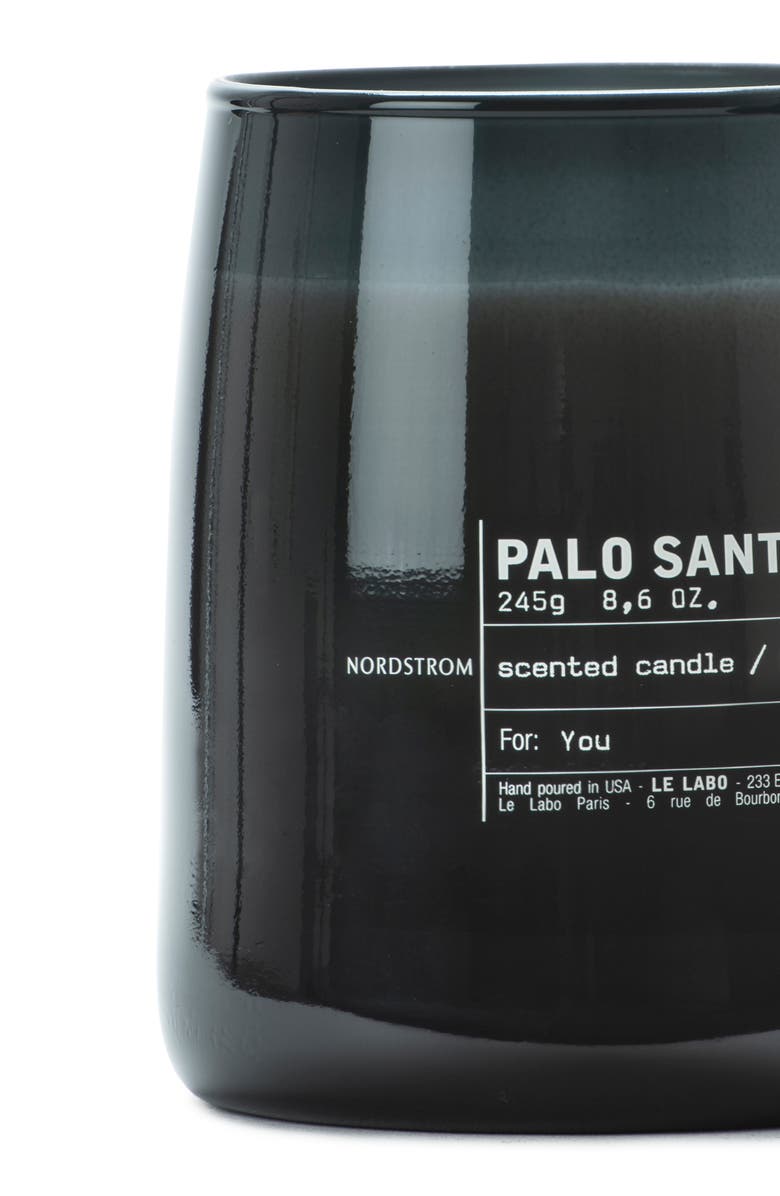 PALO SANT
245g 8,6 OZ.
NORDSTROM
scented candle /
For: You
Hand poured in USA - LE LABO - 233 E
Le Labo Paris - 6 rue de Bourbon